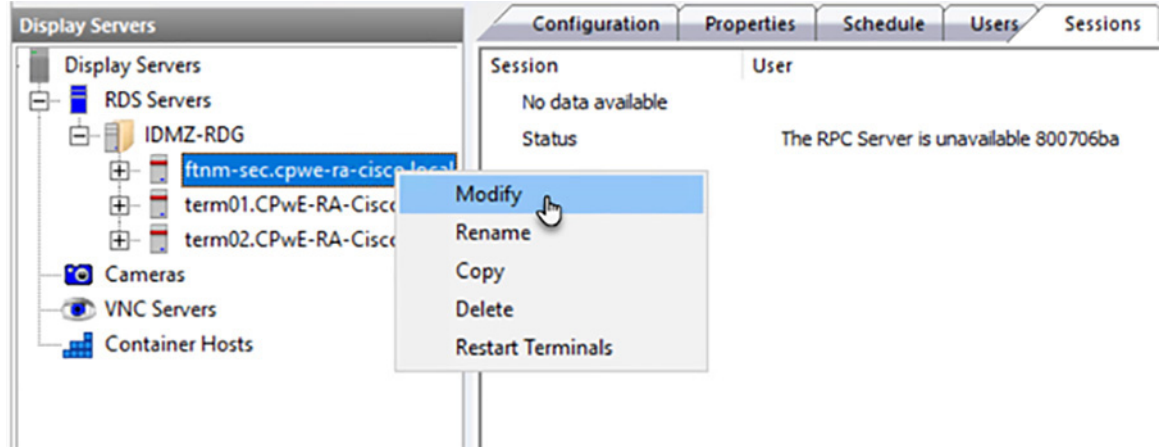 Display Servers
Configuration Properties Schedule Users Sessions
Display Servers
RDS Servers
IDMZ-RDG
ftnm-sec.cpwe-ra-cisco.local
term01.CPwE-RA-Cisc
term02.CPwE-RA-Cisc
Cameras
VNC Servers
Container Hosts
Session User
No data available
Status The RPC Server is unavailable 800706ba
Modify
Rename
Copy
Delete
Restart Terminals